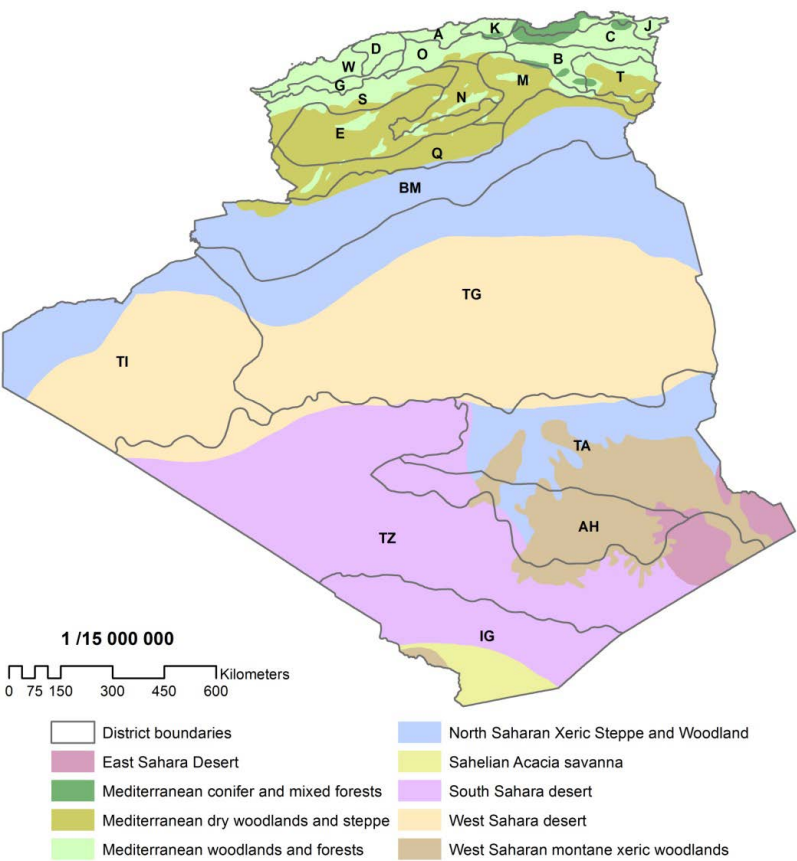 K
J
A
C
D
O
B
W
T
G
M
S
N
E
Q
BM
TG
TI
TA
AH
TZ
IG
1 /15 000 000
Kilometers
0 75 150 300 450 600
District boundaries
East Sahara Desert
Mediterranean conifer and mixed forests
Mediterranean dry woodlands and steppe
Mediterranean woodlands and forests
North Saharan Xeric Steppe and Woodland
Sahelian Acacia savanna
South Sahara desert
West Sahara desert
West Saharan montane xeric woodlands